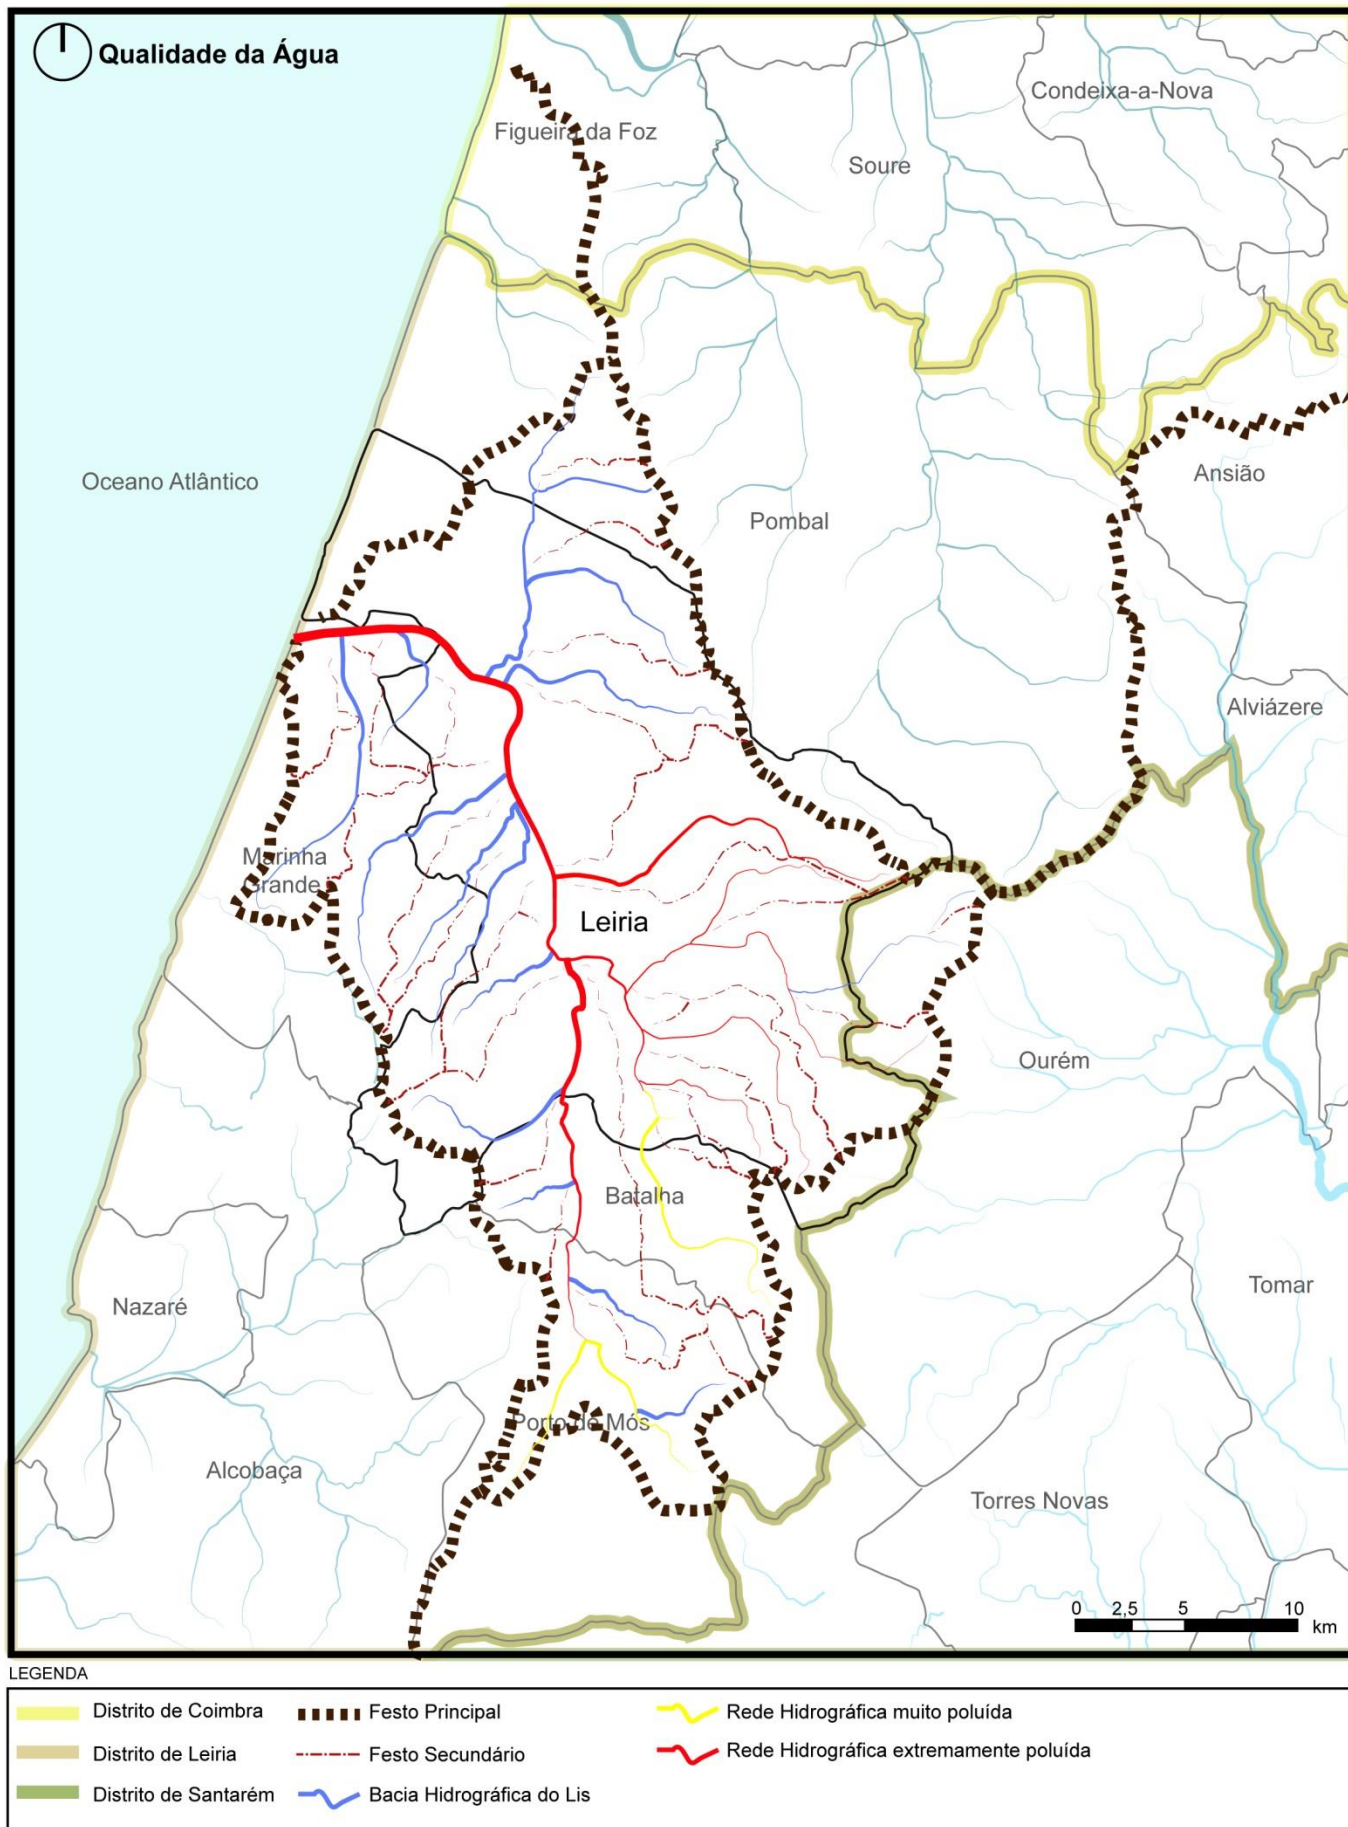 Qualidade da Água
Condeixa-a-Nova
Figueira da Foz
Soure
Oceano Atlântico
Ansião
Pombal
Alviázere
Marinha
Grande
Leiria
Ourém
Batalha
Nazaré
Tomar
Porto de Mós
Alcobaça
Torres Novas
0 2,5 5 10
km
LEGENDA
Distrito de Coimbra
Festo Principal
Rede Hidrográfica muito poluída
Distrito de Leiria
Festo Secundário
Rede Hidrográfica extremamente poluída
Distrito de Santarém
Bacia Hidrográfica do Lis